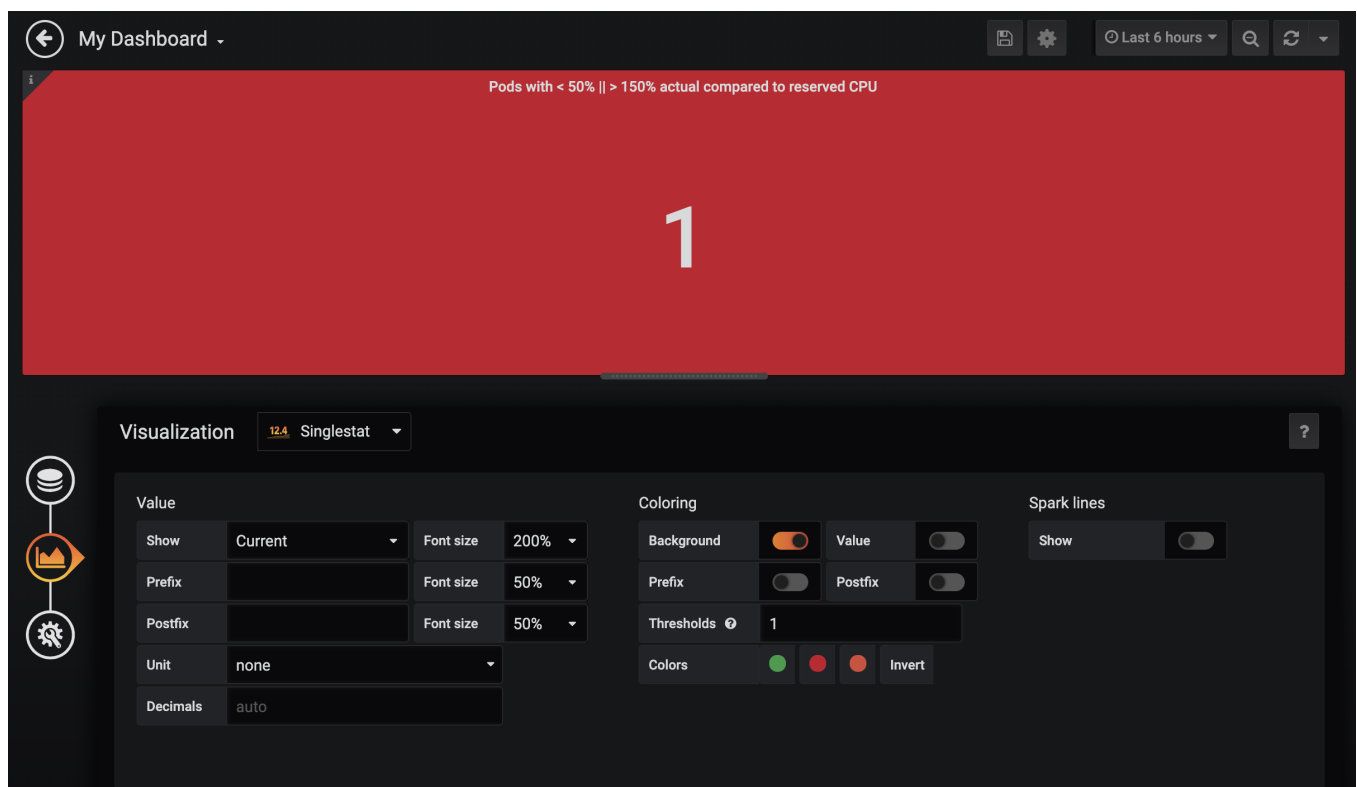 My Dashboard
Last 6 hours
i
Pods with < 50% || > 150% actual compared to reserved CPU
1
Visualization
12.4 Singlestat
?
Value
Coloring
Spark lines
Show Current Font size 200% Background Value Show
Prefix Font size 50% Prefix Postfix
Postfix Font size 50% Thresholds ? 1
Unit none Colors Invert
Decimals auto